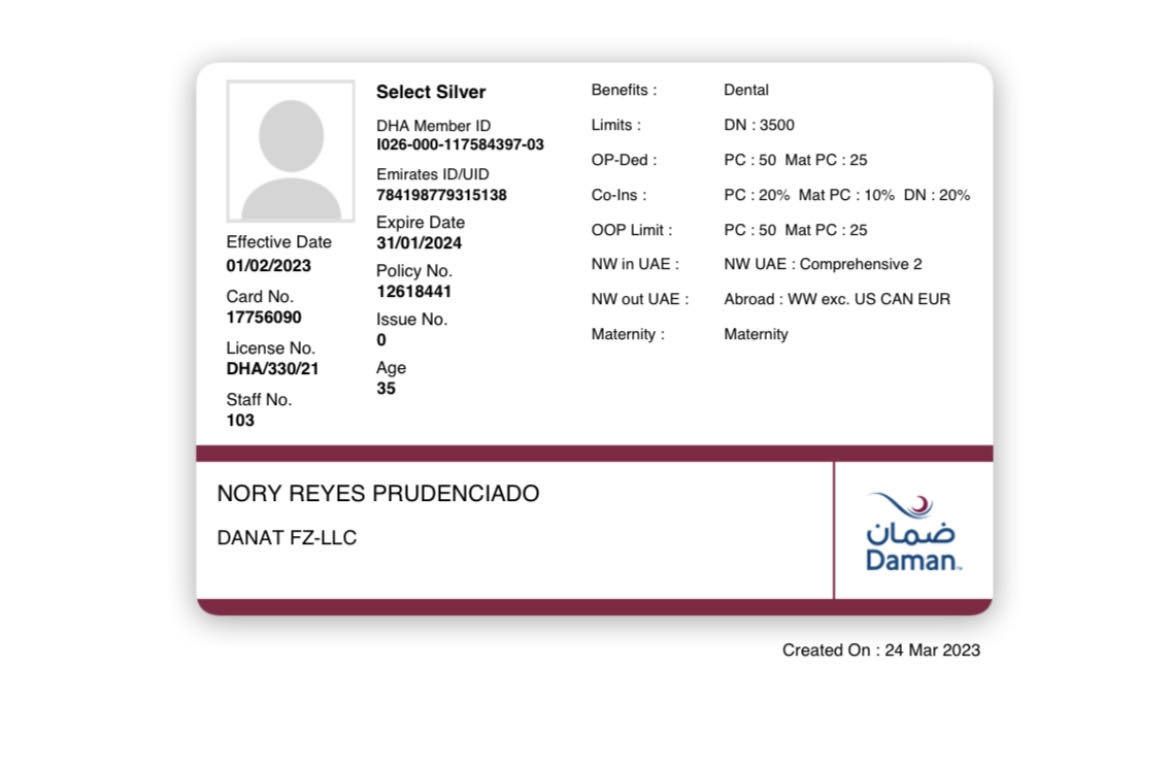 Select Silver
DHA Member ID
I026-000-117584397-03
Emirates ID/UID
784198779315138
Expire Date
31/01/2024
Policy No.
12618441
Issue No.
0
Age
35
Effective Date
01/02/2023
Card No.
17756090
License No.
DHA/330/21
Staff No.
103
Benefits : Dental
Limits : DN : 3500
OP-Ded : PC : 50 Mat PC : 25
Co-Ins : PC : 20% Mat PC : 10% DN : 20%
OOP Limit : PC : 50 Mat PC : 25
NW in UAE : NW UAE : Comprehensive 2
NW out UAE : Abroad : WW exc. US CAN EUR
Maternity : Maternity
NORY REYES PRUDENCIADO
DANAT FZ-LLC
ضمان
Daman™
Created On : 24 Mar 2023